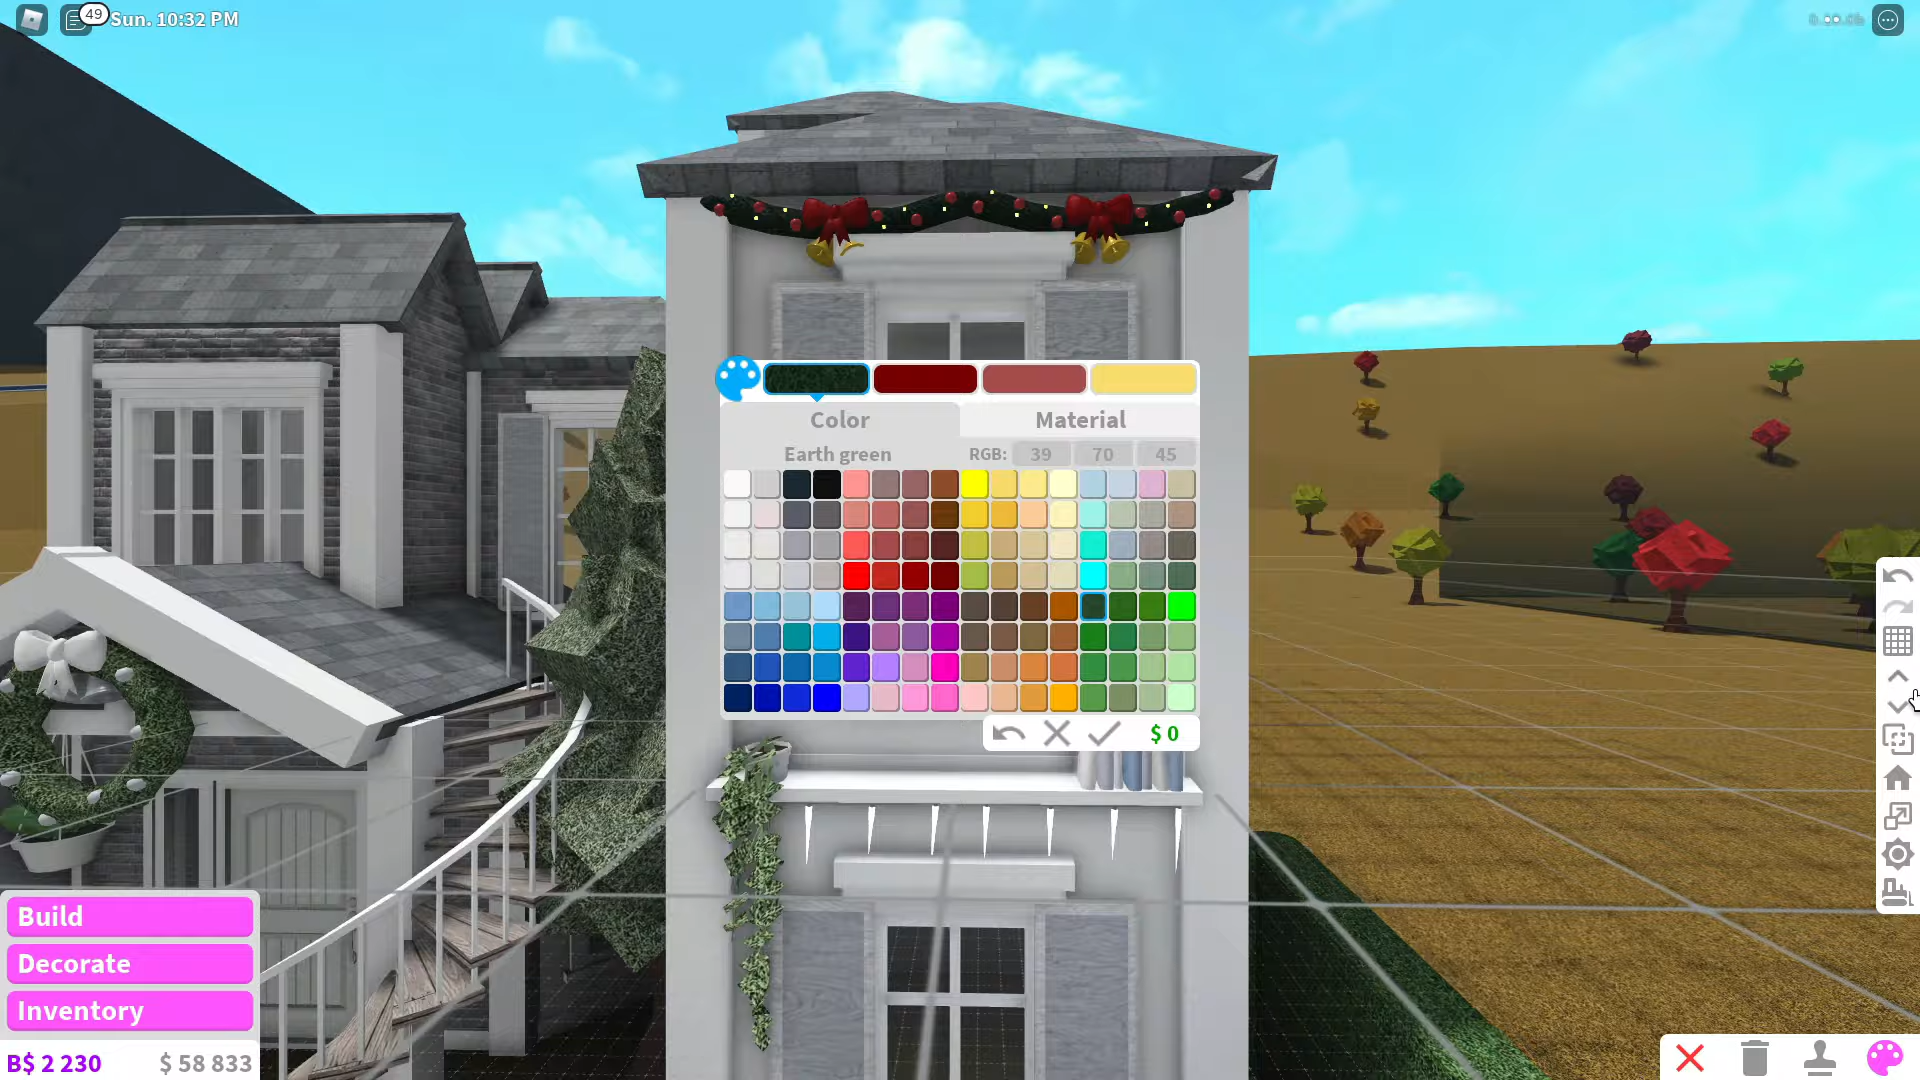 49
Sun. 10:32 PM
Color
Material
Earth green
RGB: 39 70 45
$ 0
Build
Decorate
Inventory
B$ 2 230
$ 58 833